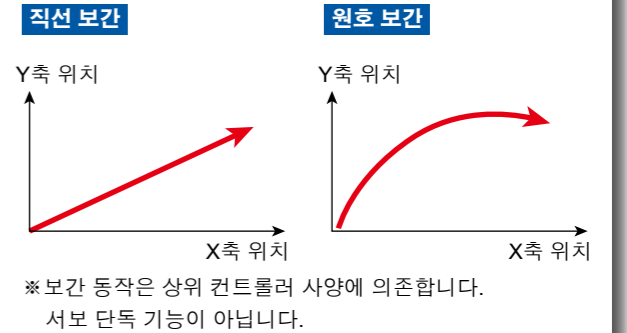 직선 보간
원호 보간
Y축 위치
Y축 위치
X축 위치
X축 위치
※보간 동작은 상위 컨트롤러 사양에 의존합니다.
서보 단독 기능이 아닙니다.